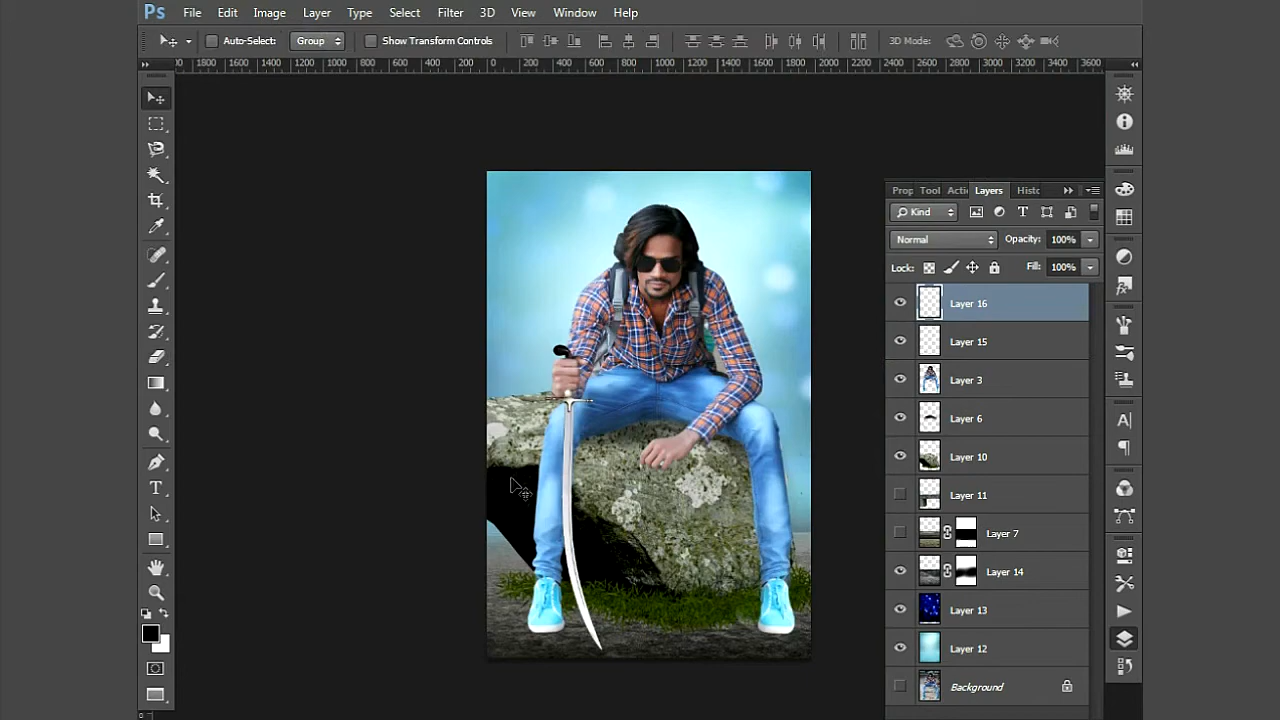 Ps File Edit Image Layer Type Select Filter 3D View Window Help
Auto-Select: Group Show Transform Controls 3D Mode:
00 1800 1600 1400 1200 1000 800 600 400 200 0 200 400 600 800 1000 1200 1400 1600 1800 2000 2200 2400 2600 2800 3000 3200 3400 3600
Prop Tool Actio Layers Histo
Kind
Normal Opacity: 100%
Lock: Fill: 100%
Layer 16
Layer 15
Layer 3
Layer 6
Layer 10
Layer 11
Layer 7
Layer 14
Layer 13
Layer 12
Background